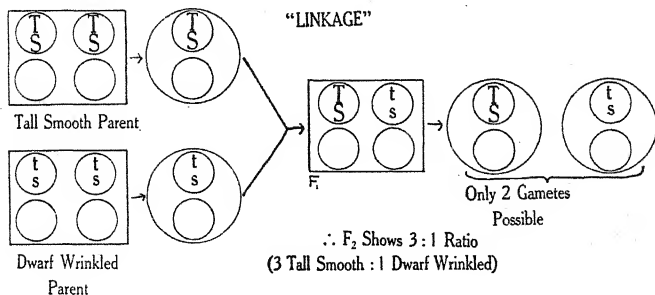 "LINKAGE"
T T
S S
T
S
Tall Smooth Parent
T t
S s
F₁
T
S
t
s
Only 2 Gametes
Possible
t t
s s
t
s
Dwarf Wrinkled
Parent
∴ F₂ Shows 3 : 1 Ratio
(3 Tall Smooth : 1 Dwarf Wrinkled)